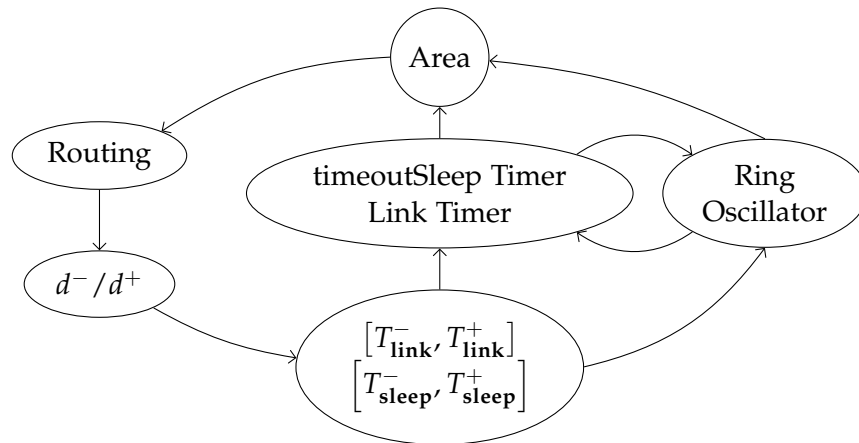 Area
Routing
timeoutSleep Timer
Link Timer
Ring
Oscillator
d⁻/d⁺
[T⁻link, T⁺link]
[T⁻sleep, T⁺sleep]